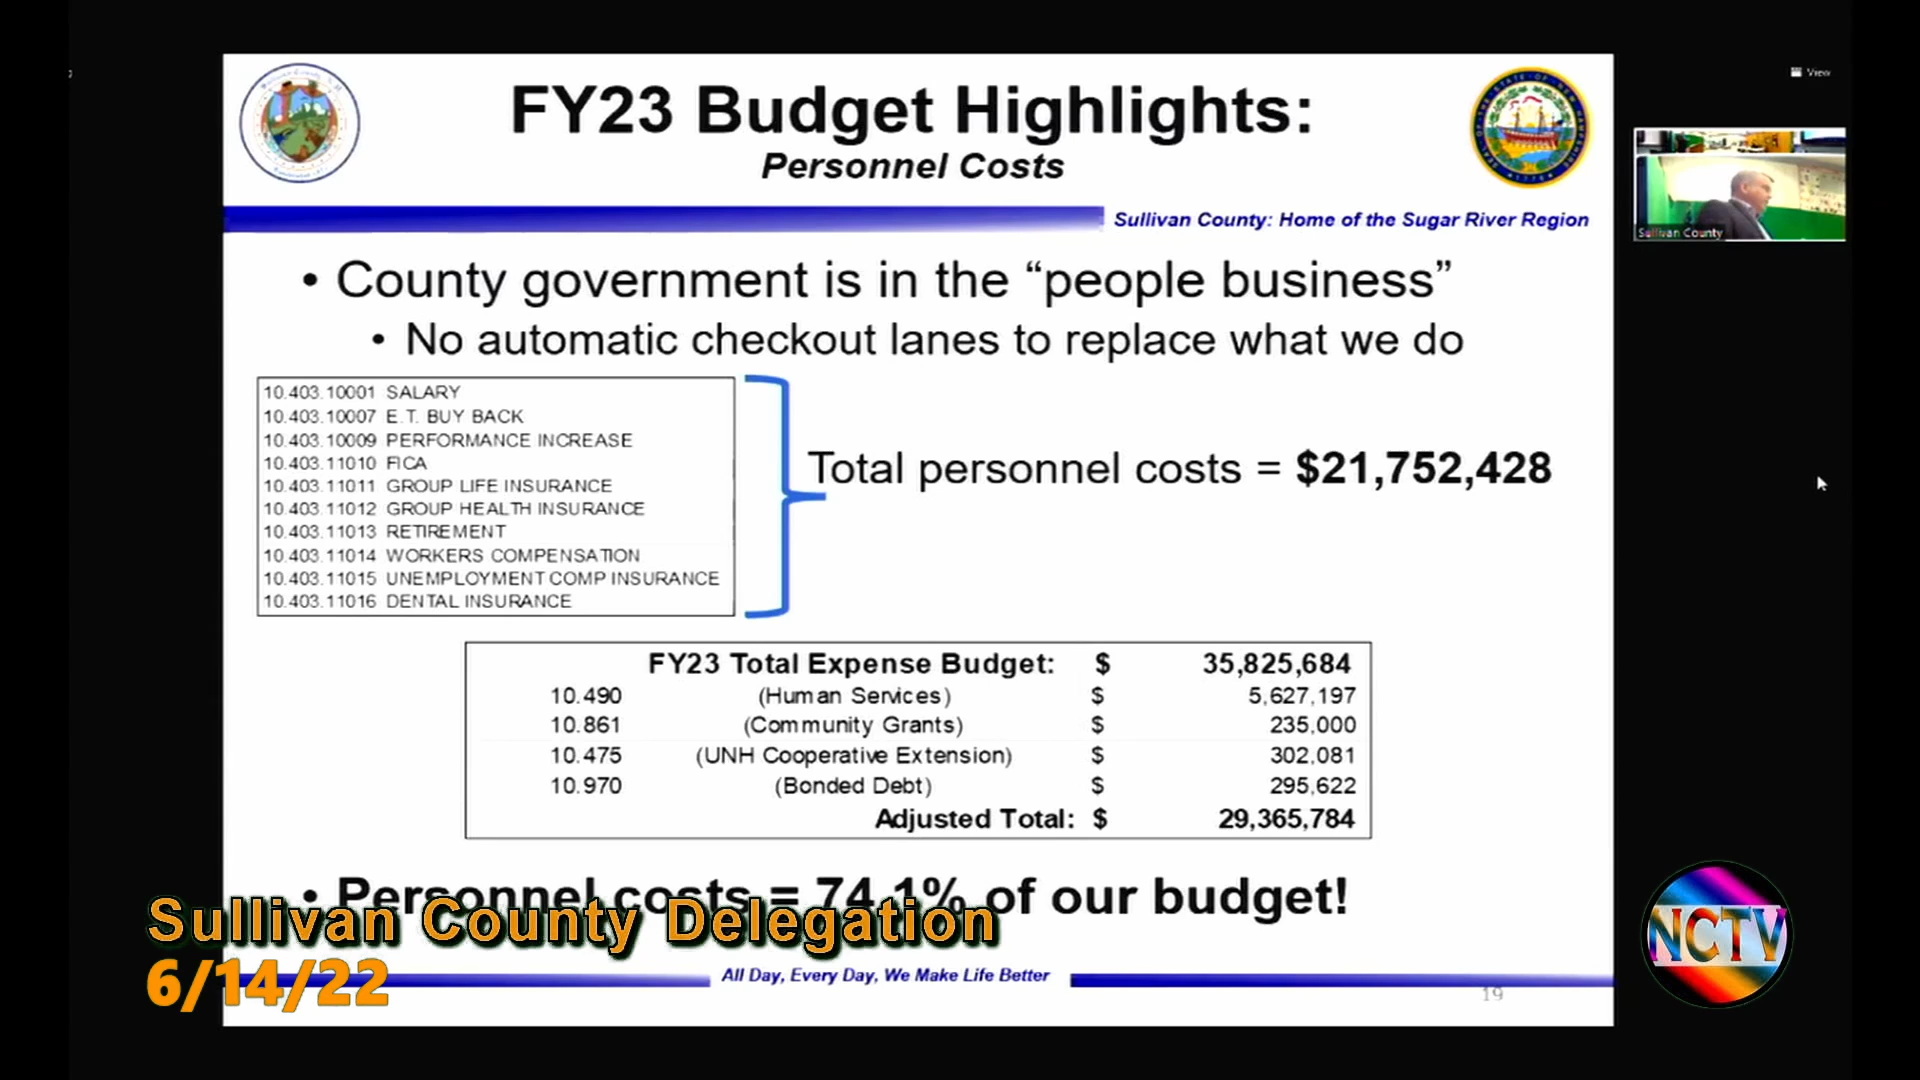 View
FY23 Budget Highlights:
Personnel Costs
Sullivan County: Home of the Sugar River Region
Sullivan County
• County government is in the “people business”
• No automatic checkout lanes to replace what we do
10.403.10001 SALARY
10.403.10007 E.T. BUY BACK
10.403.10009 PERFORMANCE INCREASE
10.403.11010 FICA
10.403.11011 GROUP LIFE INSURANCE
10.403.11012 GROUP HEALTH INSURANCE
10.403.11013 RETIREMENT
10.403.11014 WORKERS COMPENSATION
10.403.11015 UNEMPLOYMENT COMP INSURANCE
10.403.11016 DENTAL INSURANCE
Total personnel costs = $21,752,428
FY23 Total Expense Budget: $ 35,825,684
10.490 (Human Services) $ 5,627,197
10.861 (Community Grants) $ 235,000
10.475 (UNH Cooperative Extension) $ 302,081
10.970 (Bonded Debt) $ 295,622
Adjusted Total: $ 29,365,784
• Personnel costs = 74.1% of our budget!
Sullivan County Delegation
6/14/22
All Day, Every Day, We Make Life Better
19
NCTV